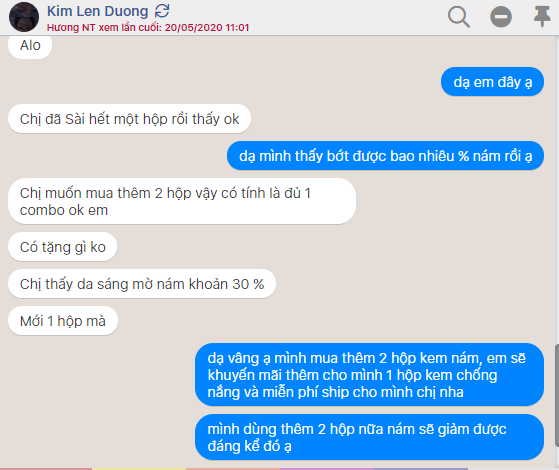 Kim Len Duong
Hương NT xem lần cuối: 20/05/2020 11:01
Alo
dạ em đây ạ
Chị đã Sài hết một hộp rồi thấy ok
dạ mình thấy bớt được bao nhiêu % nám rồi ạ
Chị muốn mua thêm 2 hộp vậy có tính là đủ 1
combo ok em
Có tặng gì ko
Chị thấy da sáng mờ nám khoản 30 %
Mới 1 hộp mà
dạ vâng ạ mình mua thêm 2 hộp kem nám, em sẽ
khuyến mãi thêm cho mình 1 hộp kem chống
nắng và miễn phí ship cho mình chị nha
mình dùng thêm 2 hộp nữa nám sẽ giảm được
đáng kể đó ạ